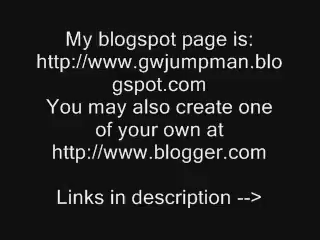 My blogspot page is:
http://www.gwjumpman.blo
gspot.com
You may also create one
of your own at
http://www.blogger.com
Links in description -->